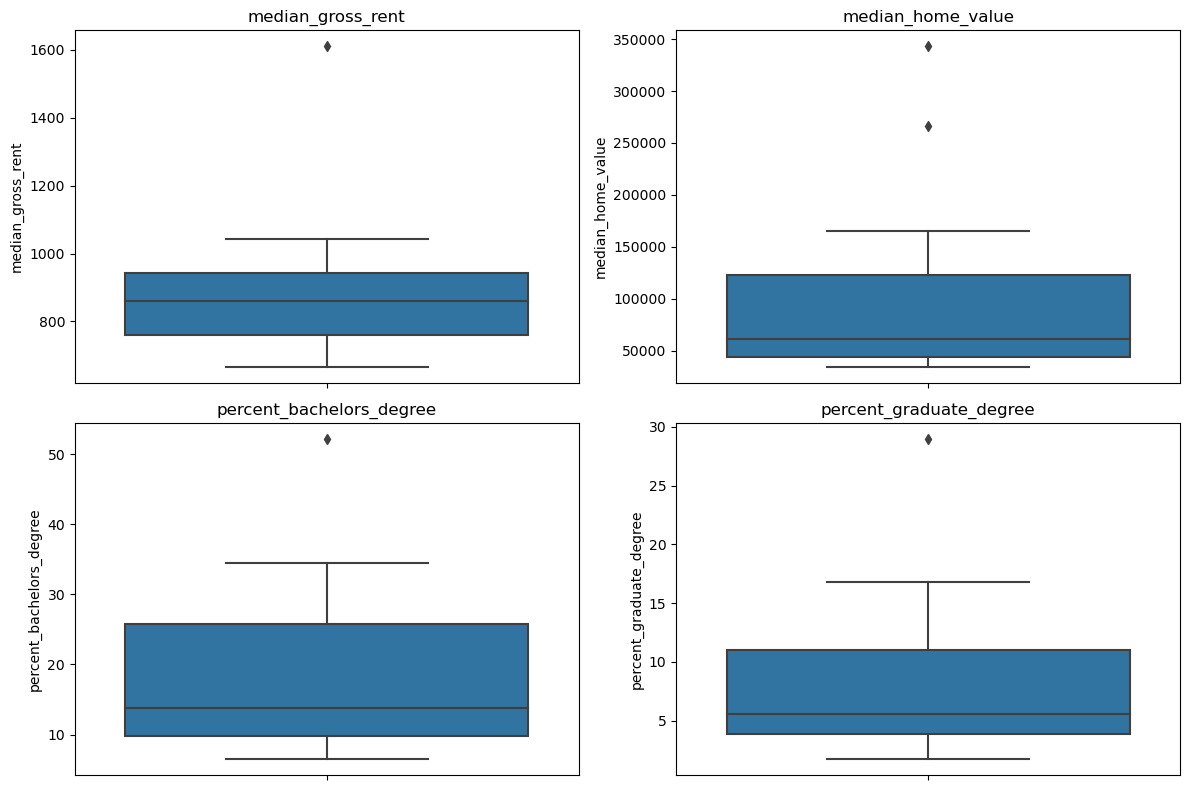 median_gross_rent
1600
1400
1200
1000
800
median_gross_rent
median_home_value
350000
300000
250000
200000
150000
100000
50000
median_home_value
percent_bachelors_degree
50
40
30
20
10
percent_bachelors_degree
percent_graduate_degree
30
25
20
15
10
5
percent_graduate_degree